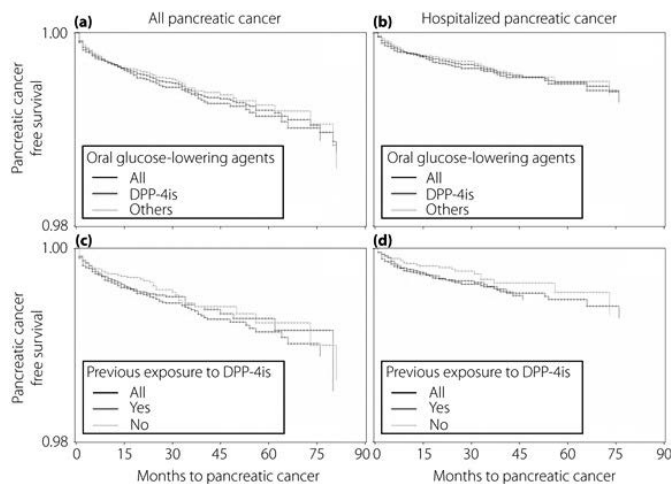 (a) All pancreatic cancer
(b) Hospitalized pancreatic cancer
1.00
Pancreatic cancer
free survival
0.98
Oral glucose-lowering agents
All
DPP-4is
Others
Oral glucose-lowering agents
All
DPP-4is
Others
(c)
(d)
1.00
Pancreatic cancer
free survival
0.98
Previous exposure to DPP-4is
All
Yes
No
Previous exposure to DPP-4is
All
Yes
No
0 15 30 45 60 75 90 0 15 30 45 60 75 90
Months to pancreatic cancer
Months to pancreatic cancer